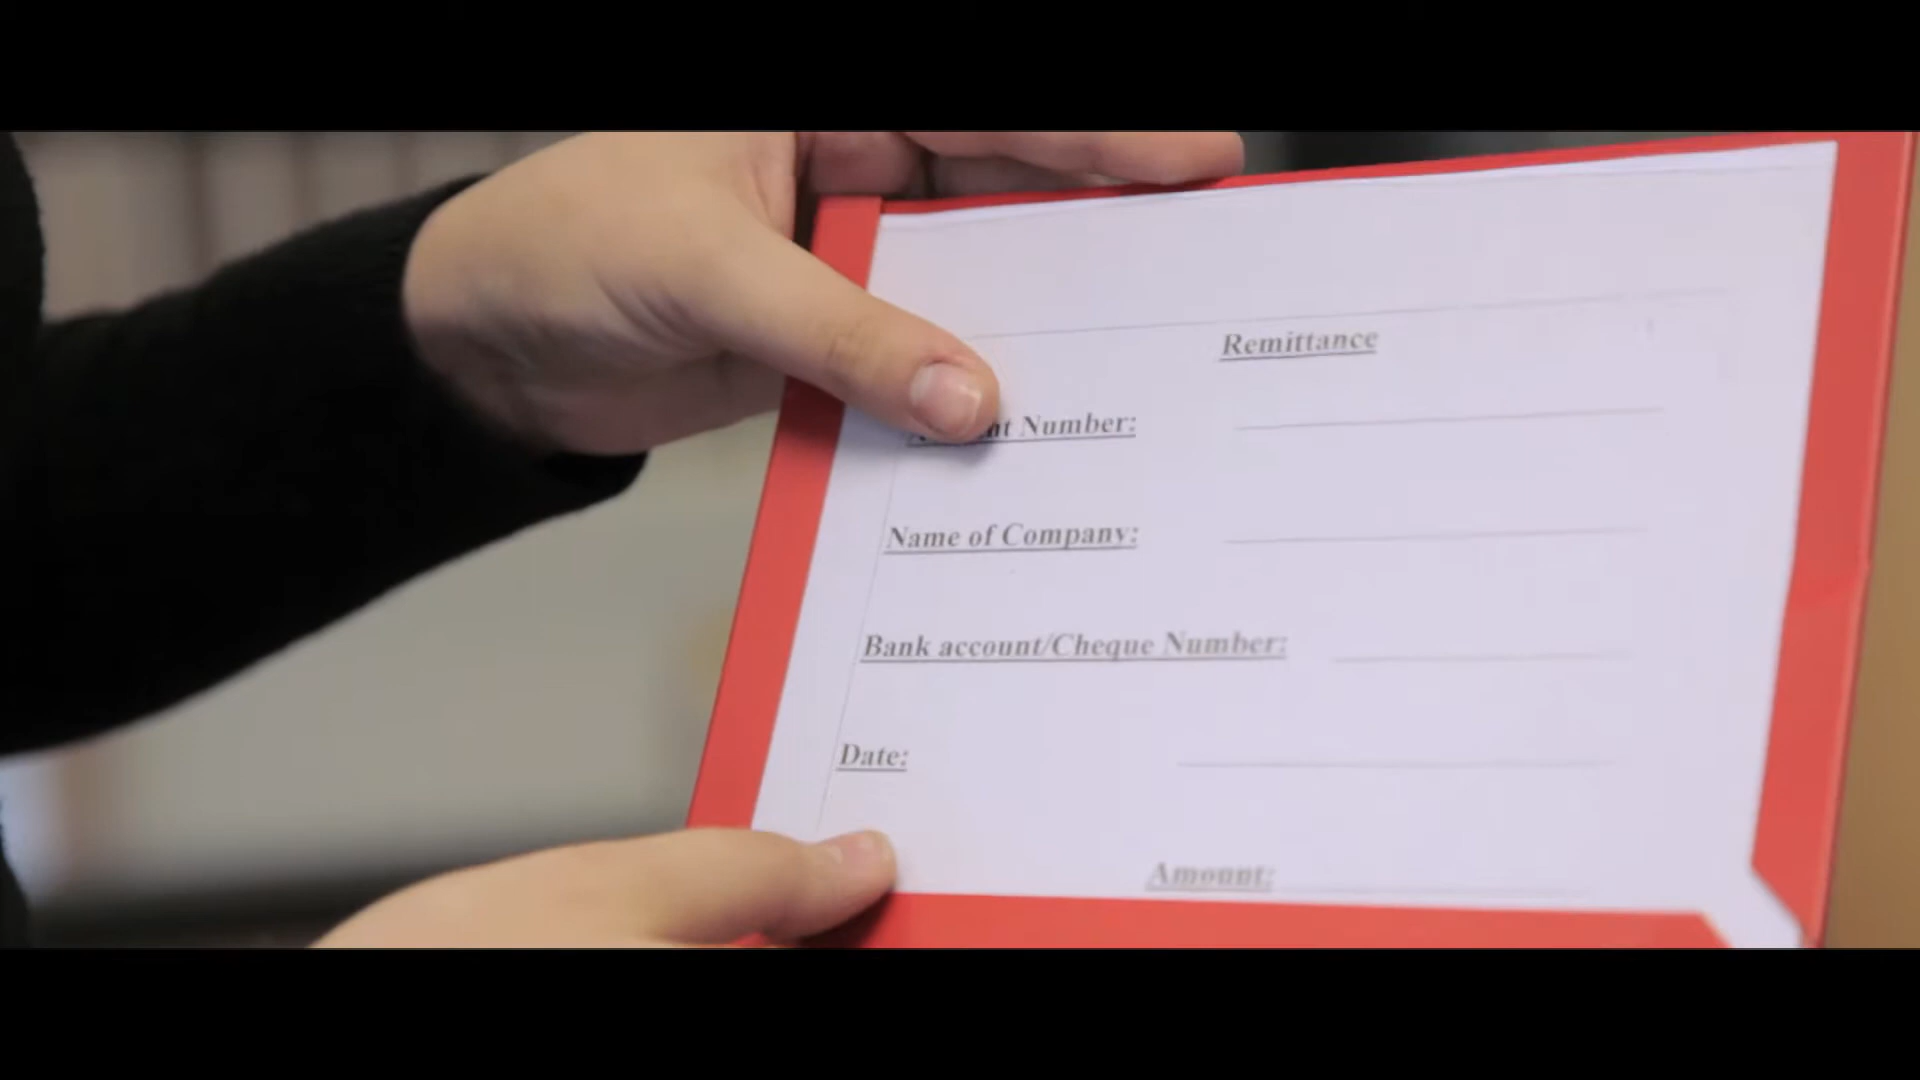 Remittance
Number:
Name of Company:
Bank account/Cheque Number:
Date:
Amount: